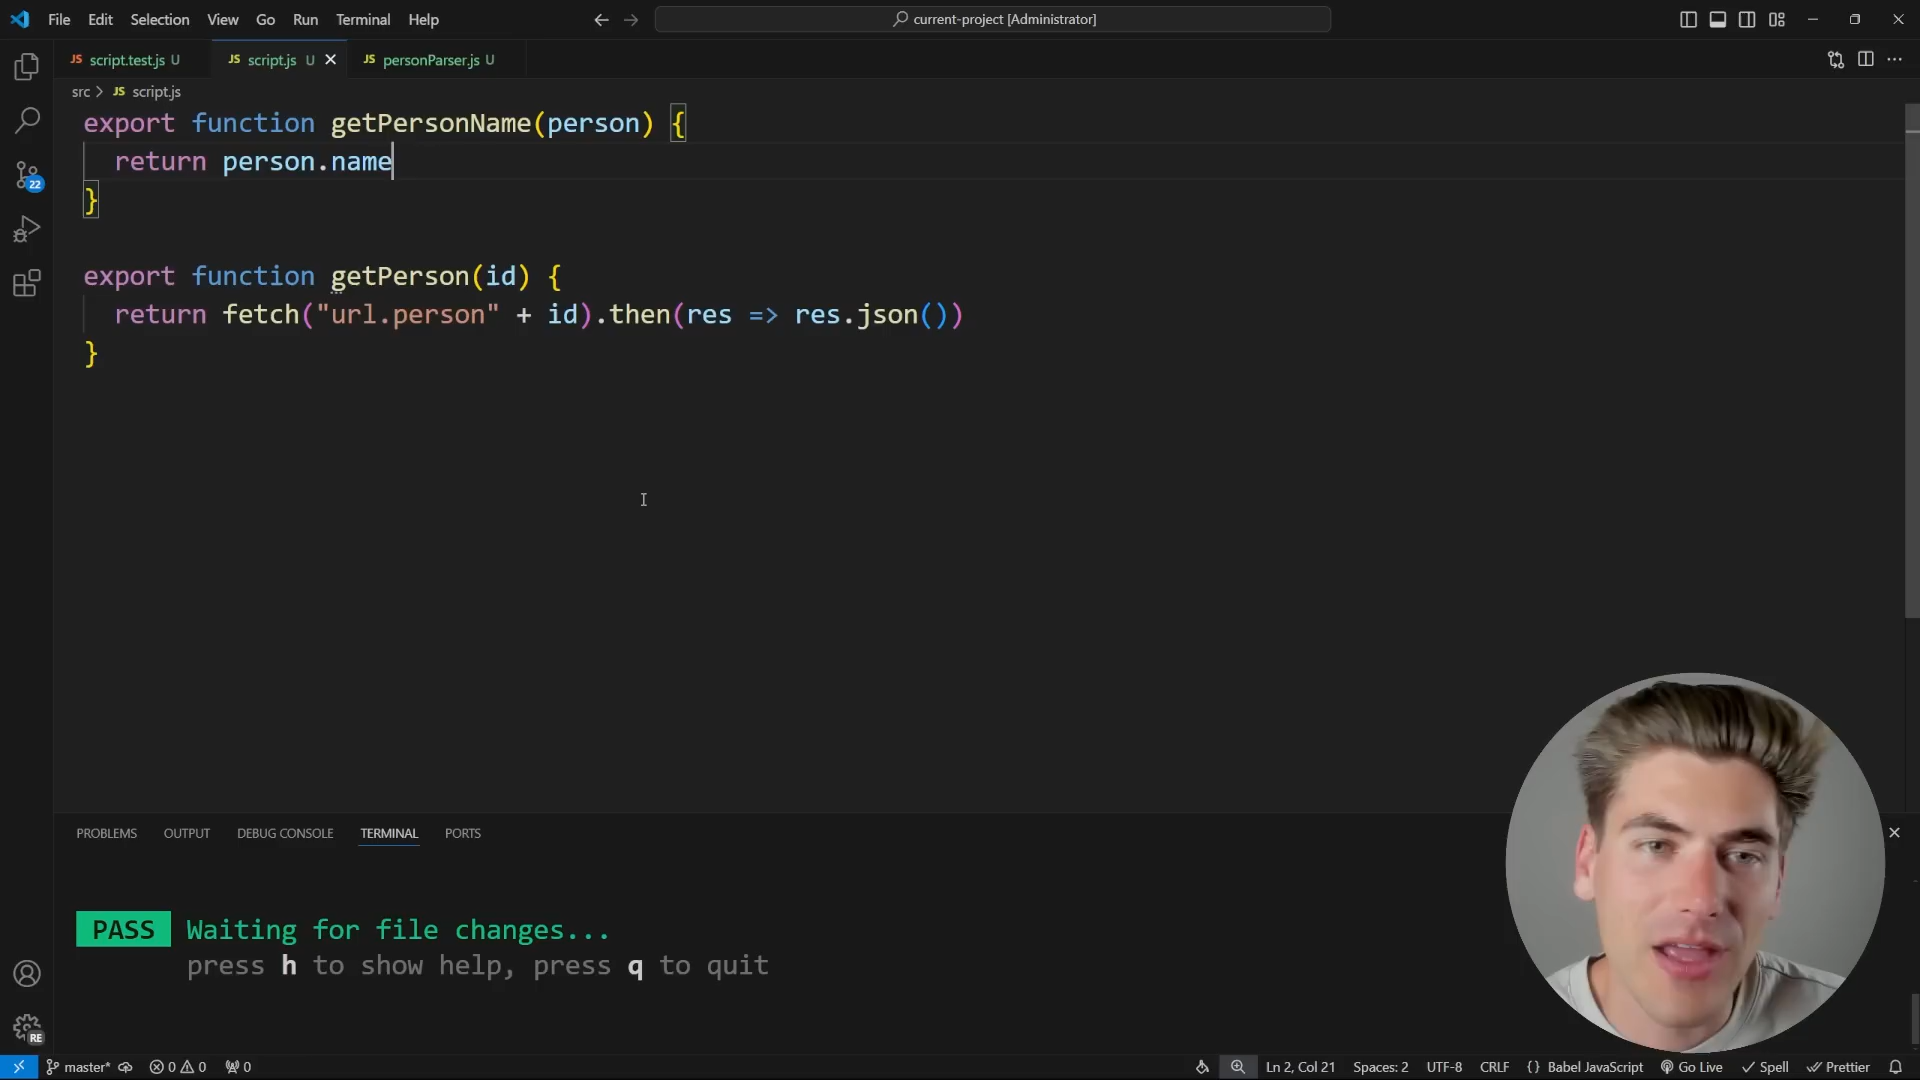 File Edit Selection View Go Run Terminal Help
current-project [Administrator]
JS script.test.js U
JS script.js U
JS personParser.js U
src > JS script.js
export function getPersonName(person) {
return person.name
}
export function getPerson(id) {
return fetch("url.person" + id).then(res => res.json())
}
22
PROBLEMS OUTPUT DEBUG CONSOLE TERMINAL PORTS
PASS Waiting for file changes...
press h to show help, press q to quit
RE
master* 0 0 0 Ln 2, Col 21 Spaces: 2 UTF-8 CRLF { } Babel JavaScript Go Live Spell Prettier